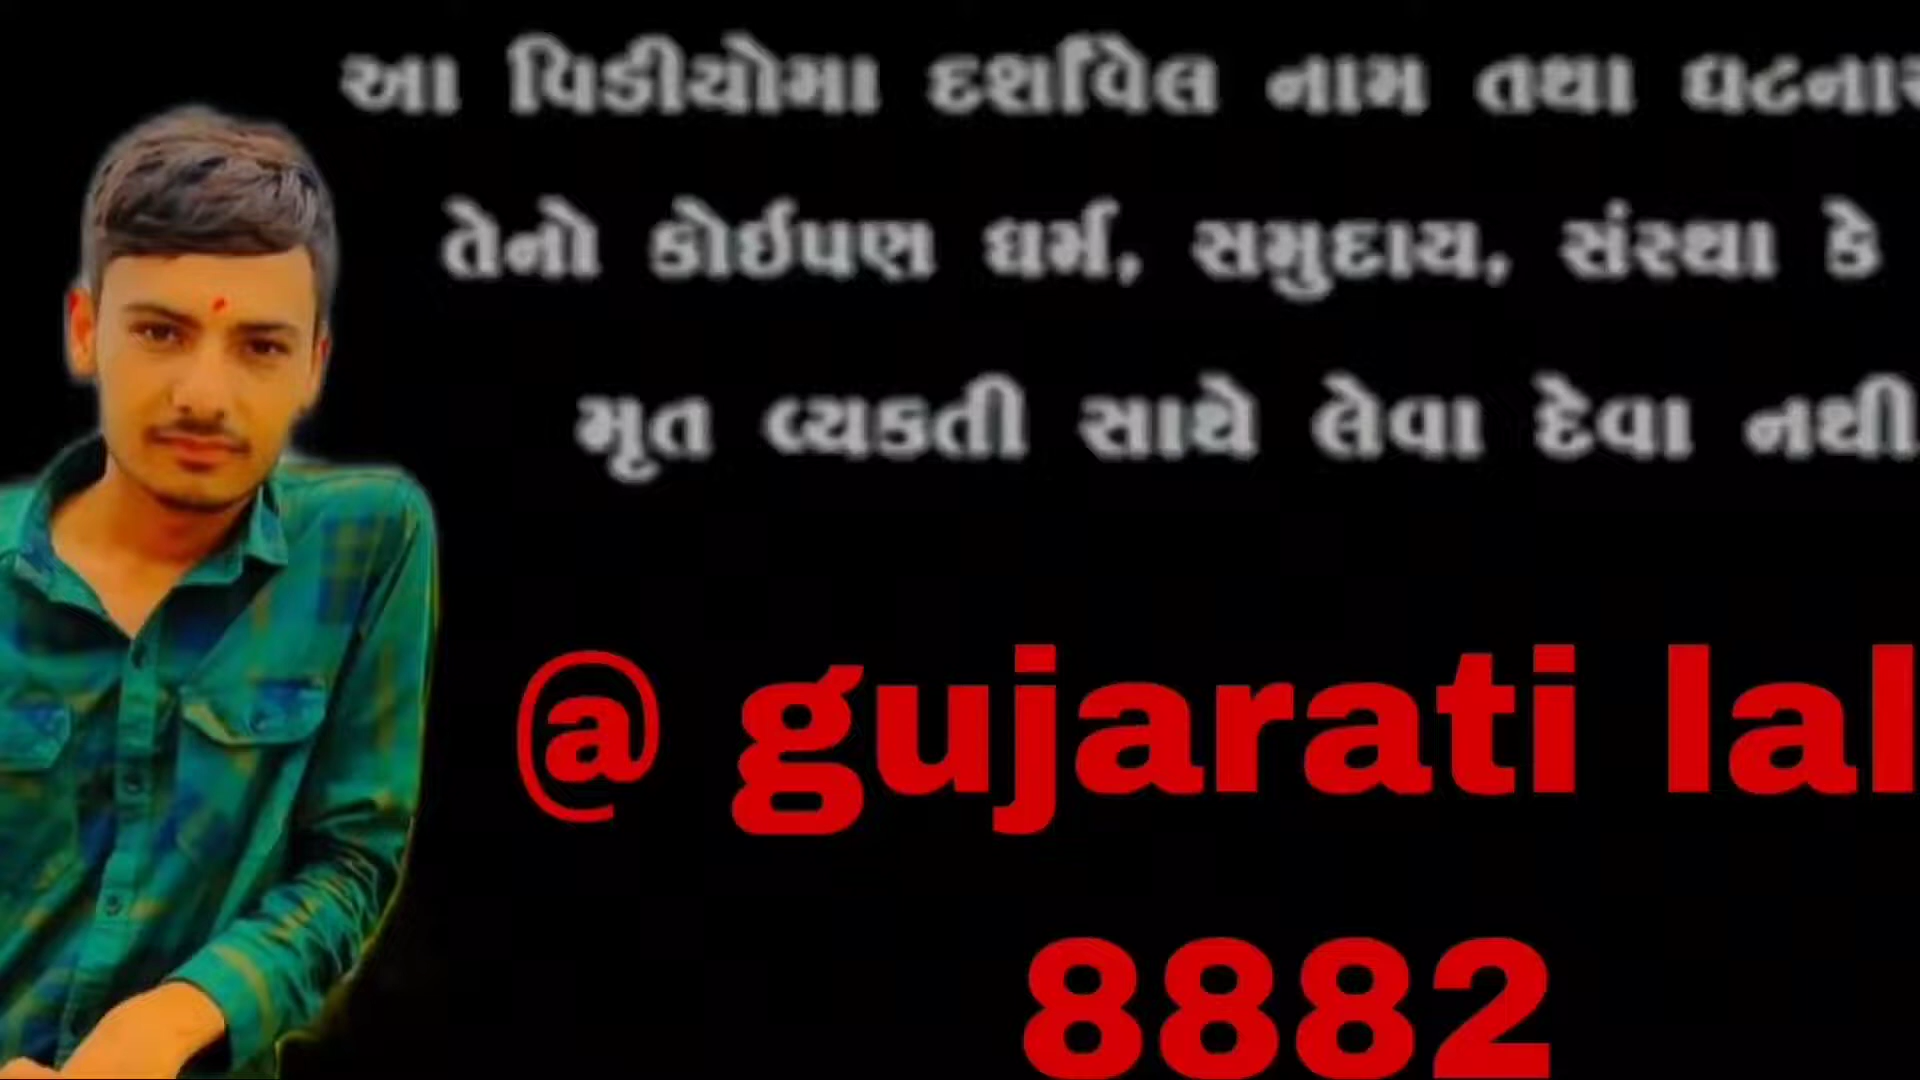 આ વિડીયોમા દર્શાવેલ નામ તથા ઘટના
તેનો કોઈપણ ધર્મ, સમુદાય, સંસ્થા કે
મૃત વ્યકતી સાથે લેવા દેવા નથી
@ gujarati lal
8882